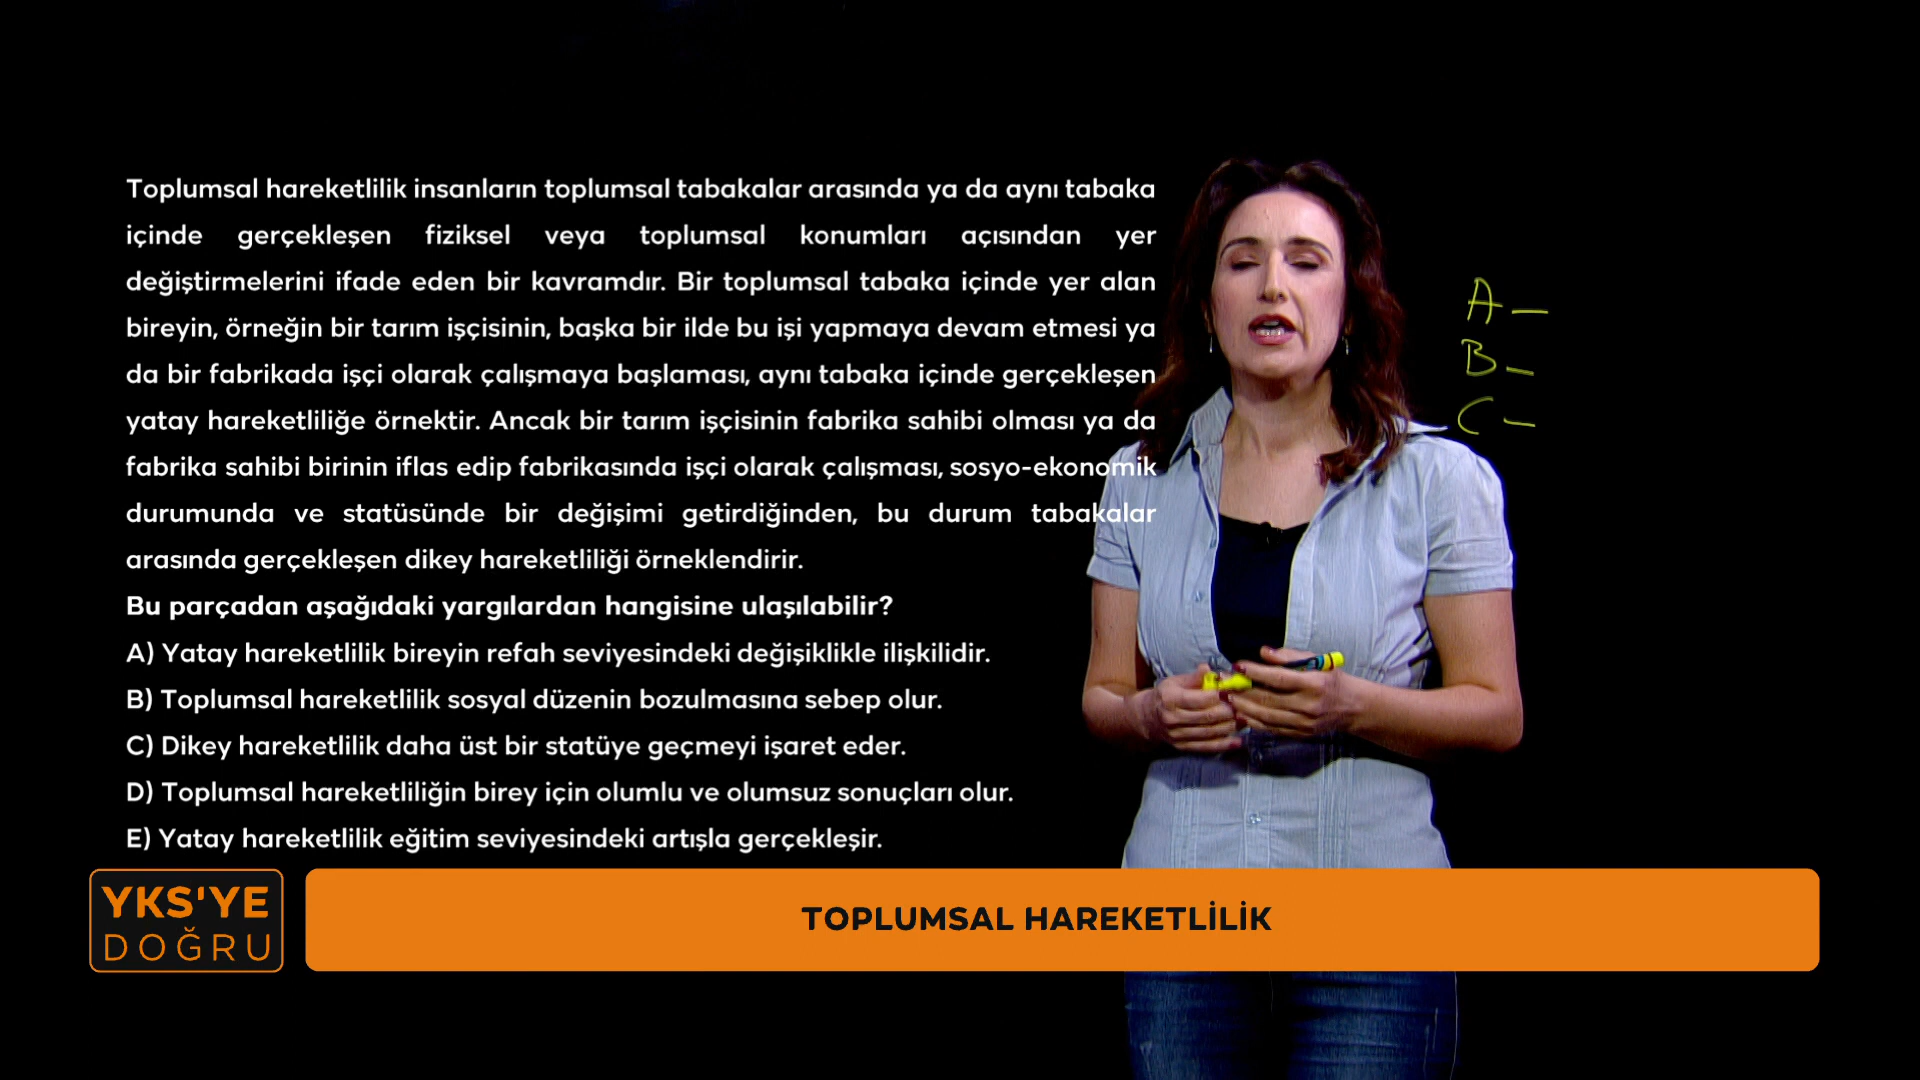 Toplumsal hareketlilik insanların toplumsal tabakalar arasında ya da aynı tabaka
içinde gerçekleşen fiziksel veya toplumsal konumları açısından yer
değiştirmelerini ifade eden bir kavramdır. Bir toplumsal tabaka içinde yer alan
bireyin, örneğin bir tarım işçisinin, başka bir ilde bu işi yapmaya devam etmesi ya
da bir fabrikada işçi olarak çalışmaya başlaması, aynı tabaka içinde gerçekleşen
yatay hareketliliğe örnektir. Ancak bir tarım işçisinin fabrika sahibi olması ya da
fabrika sahibi birinin iflas edip fabrikasında işçi olarak çalışması, sosyo-ekonomik
durumunda ve statüsünde bir değişimi getirdiğinden, bu durum tabakalar
arasında gerçekleşen dikey hareketliliği örneklendirir.
Bu parçadan aşağıdaki yargılardan hangisine ulaşılabilir?
A) Yatay hareketlilik bireyin refah seviyesindeki değişiklikle ilişkilidir.
B) Toplumsal hareketlilik sosyal düzenin bozulmasına sebep olur.
C) Dikey hareketlilik daha üst bir statüye geçmeyi işaret eder.
D) Toplumsal hareketliliğin birey için olumlu ve olumsuz sonuçları olur.
E) Yatay hareketlilik eğitim seviyesindeki artışla gerçekleşir.
A –
B –
C –
YKS'YE
DOĞRU
TOPLUMSAL HAREKETLİLİK